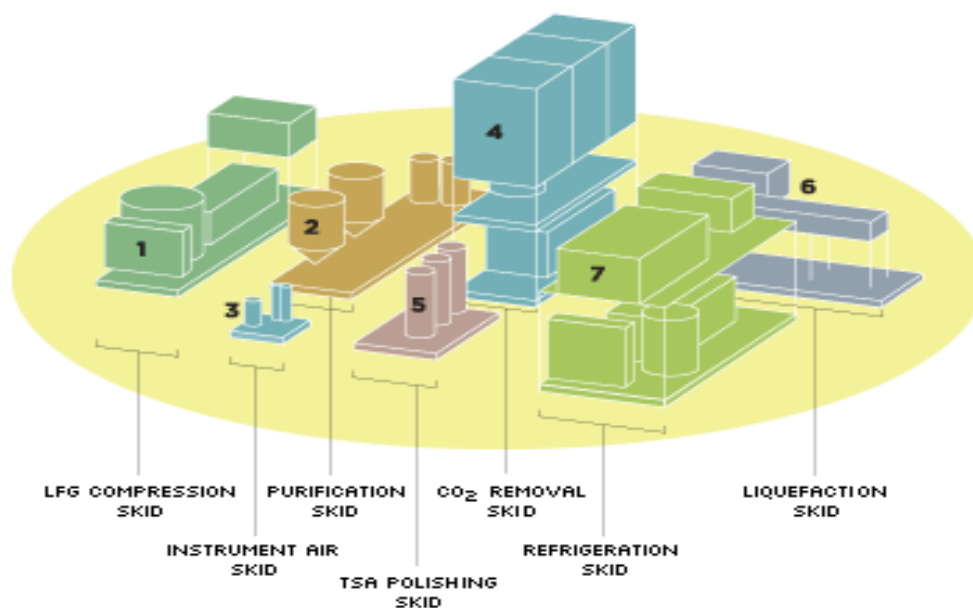 4
6
2
1
7
5
3
LFG COMPRESSION
SKID
PURIFICATION
SKID
CO₂ REMOVAL
SKID
LIQUEFACTION
SKID
INSTRUMENT AIR
SKID
REFRIGERATION
SKID
TSA POLISHING
SKID